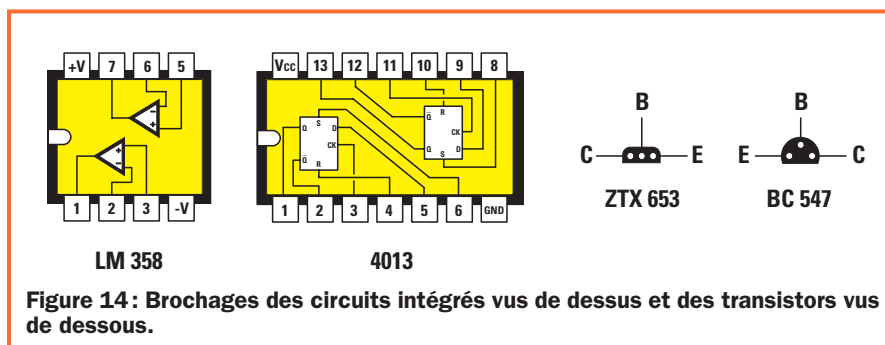 +V 7 6 5
1 2 3 -V
LM 358
Vcc 13 12 11 10 9 8
Q S D CK Q R
Q R CK Q D S
1 2 3 4 5 6 GND
4013
B
C E
ZTX 653
B
E C
BC 547
Figure 14: Brochages des circuits intégrés vus de dessus et des transistors vus
de dessous.